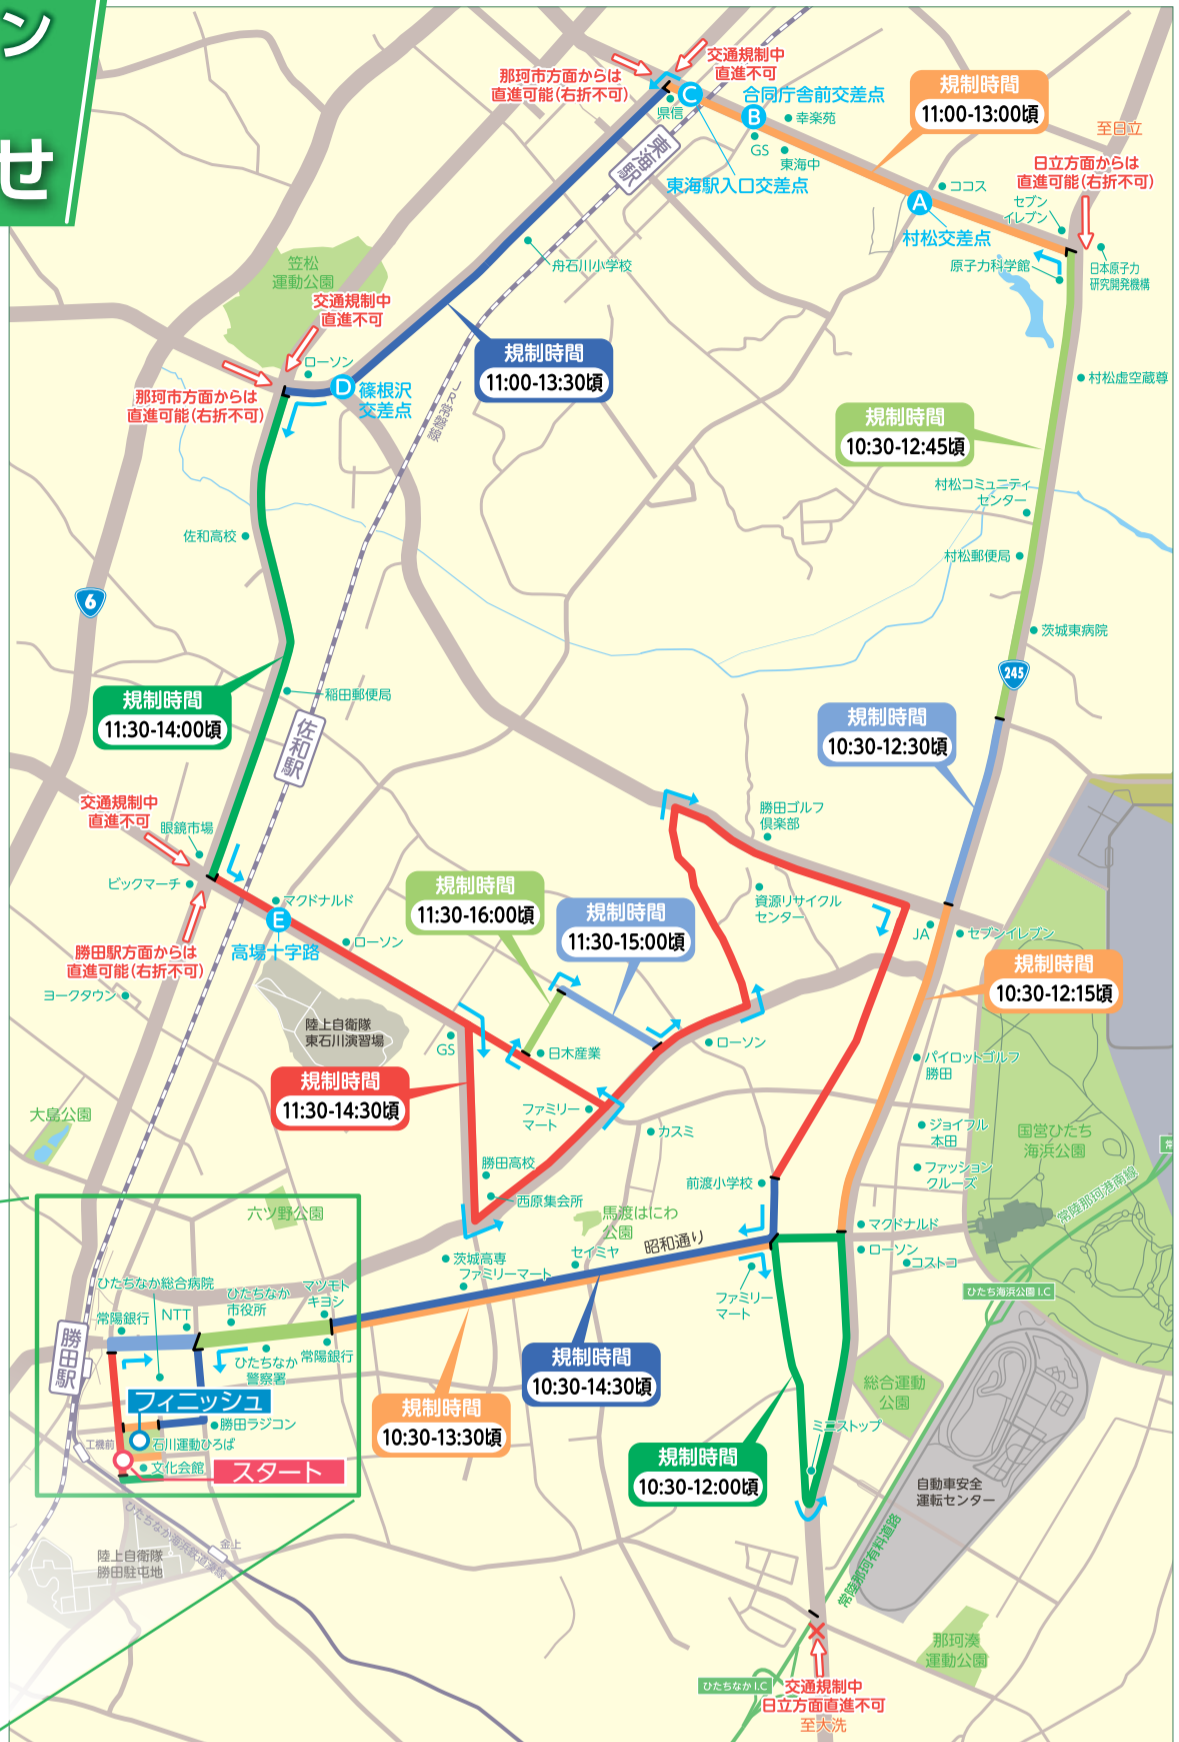 ン
せ
交通規制中
直進不可
那珂市方面からは
直進可能(右折不可)
C
県信
B
合同庁舎前交差点
幸楽苑
GS
東海中
規制時間
11:00-13:00頃
至日立
日立方面からは
直進可能(右折不可)
東海駅
東海駅入口交差点
ココス
セブン
イレブン
A
村松交差点
原子力科学館
日本原子力
研究開発機構
舟石川小学校
笠松
運動公園
交通規制中
直進不可
ローソン
規制時間
11:00-13:30頃
那珂市方面からは
直進可能(右折不可)
D
篠根沢
交差点
JR常磐線
村松虚空蔵尊
規制時間
10:30-12:45頃
村松コミュニティ
センター
佐和高校
村松郵便局
6
茨城東病院
245
稲田郵便局
規制時間
11:30-14:00頃
佐和駅
規制時間
10:30-12:30頃
交通規制中
直進不可
眼鏡市場
勝田ゴルフ
倶楽部
ビックマーチ
マクドナルド
規制時間
11:30-16:00頃
規制時間
11:30-15:00頃
資源リサイクル
センター
E
高場十字路
ローソン
JA
セブンイレブン
勝田駅方面からは
直進可能(右折不可)
規制時間
10:30-12:15頃
ヨークタウン
陸上自衛隊
東石川演習場
GS
日木産業
ローソン
パイロットゴルフ
勝田
規制時間
11:30-14:30頃
大島公園
ファミリー
マート
カスミ
ジョイフル
本田
国営ひたち
海浜公園
常
勝田高校
ファッション
クルーズ
前渡小学校
常陸那珂港南線
西原集会所
六ツ野公園
馬渡はにわ
公園
昭和通り
マクドナルド
茨城高専
セイミヤ
ローソン
ファミリーマート
コストコ
ひたちなか総合病院
ひたちなか
市役所
マツモト
キヨシ
ファミリー
マート
ひたち海浜公園 I.C
常陽銀行
NTT
勝田駅
ひたちなか
警察署
常陽銀行
規制時間
10:30-14:30頃
フィニッシュ
規制時間
10:30-13:30頃
総合運動
公園
勝田ラジコン
ミニストップ
工機前
石川運動ひろば
文化会館
スタート
規制時間
10:30-12:00頃
自動車安全
運転センター
ひたちなか海浜鉄道湊線
金上
陸上自衛隊
勝田駐屯地
常陸那珂有料道路
那珂湊
運動公園
ひたちなか I.C
交通規制中
日立方面直進不可
至大洗